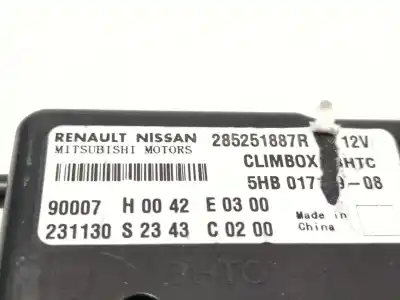 RENAULT NISSAN 285251887R 12V
MITSUBISHI MOTORS CLIMBOX
5HB -08
90007 H 00 42 E 03 00
231130 S 23 43 C 02 00
Made in
China
BHTC